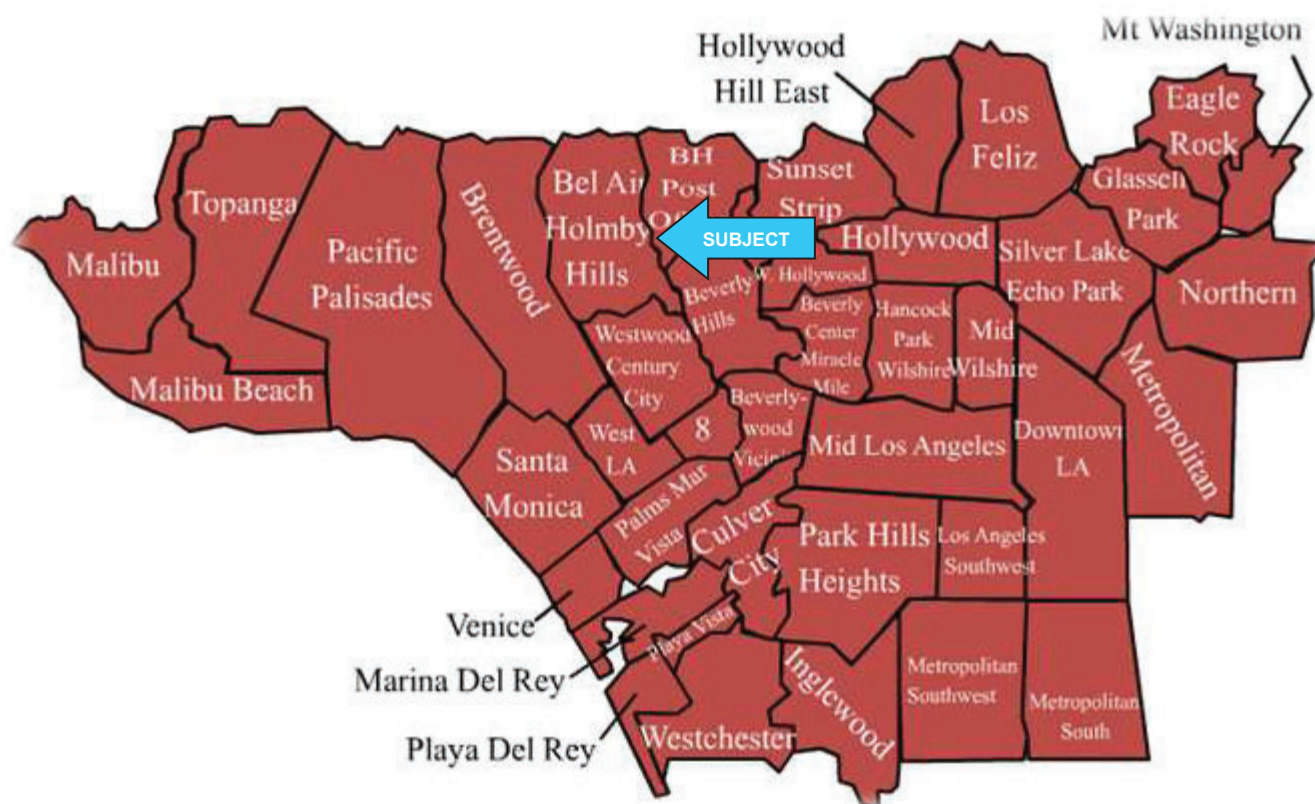 Mt Washington
Hollywood
Hill East
Eagle
Rock
Los
Feliz
BH
Post
Sunset
Strip
Glassell
Park
Bel Air
Holmby
Hills
Topanga
Brentwood
SUBJECT
Hollywood
Silver Lake
Echo Park
Malibu
Pacific
Palisades
W. Hollywood
Northern
Beverly
Hills
Beverly
Center
Miracle
Mile
Hancock
Park
Wilshire
Mid
Wilshire
Westwood
Century
City
Metropolitan
Malibu Beach
Beverly-
wood
8
West
LA
Mid Los Angeles
Downtown
LA
Santa
Monica
Palms Mar
Vista
Culver
City
Park Hills
Heights
Los Angeles
Southwest
Venice
Playa Vista
Marina Del Rey
Inglewood
Metropolitan
Southwest
Metropolitan
South
Playa Del Rey
Westchester